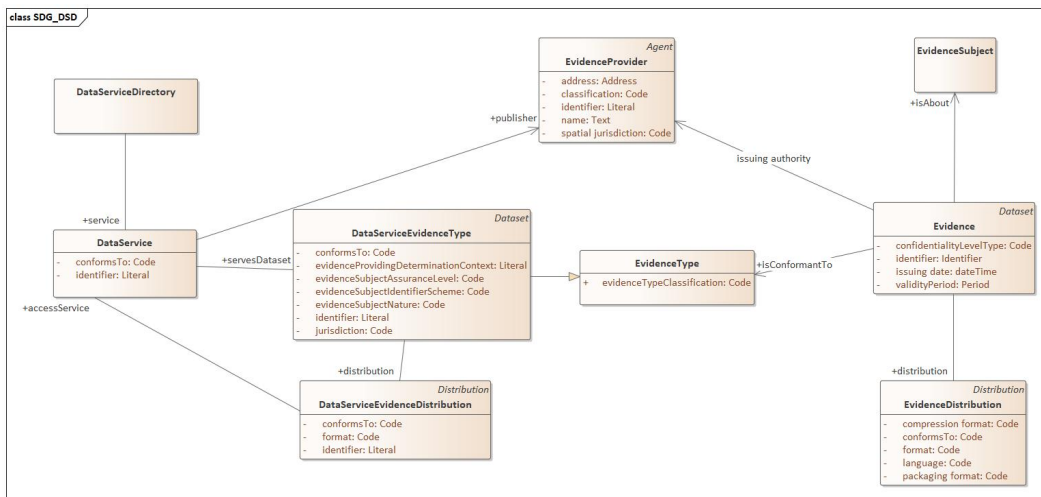 class SDG_DSD
Agent
EvidenceProvider
- address: Address
- classification: Code
- identifier: Literal
- name: Text
- spatial jurisdiction: Code
EvidenceSubject
+isAbout
DataServiceDirectory
+publisher
issuing authority
+service
DataService
- conformsTo: Code
- identifier: Literal
+servesDataset
+accessService
Dataset
DataServiceEvidenceType
- conformsTo: Code
- evidenceProvidingDeterminationContext: Literal
- evidenceSubjectAssuranceLevel: Code
- evidenceSubjectIdentifierScheme: Code
- evidenceSubjectNature: Code
- identifier: Literal
- jurisdiction: Code
EvidenceType
+ evidenceTypeClassification: Code
+isConformantTo
Dataset
Evidence
- confidentialityLevelType: Code
- identifier: Identifier
- issuing date: dateTime
- validityPeriod: Period
+distribution
Distribution
DataServiceEvidenceDistribution
- conformsTo: Code
- format: Code
- identifier: Literal
+distribution
Distribution
EvidenceDistribution
- compression format: Code
- conformsTo: Code
- format: Code
- language: Code
- packaging format: Code